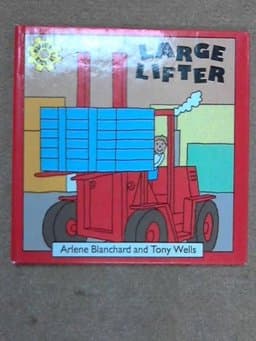 LARGE
LIFTER
Arlene Blanchard and Tony Wells